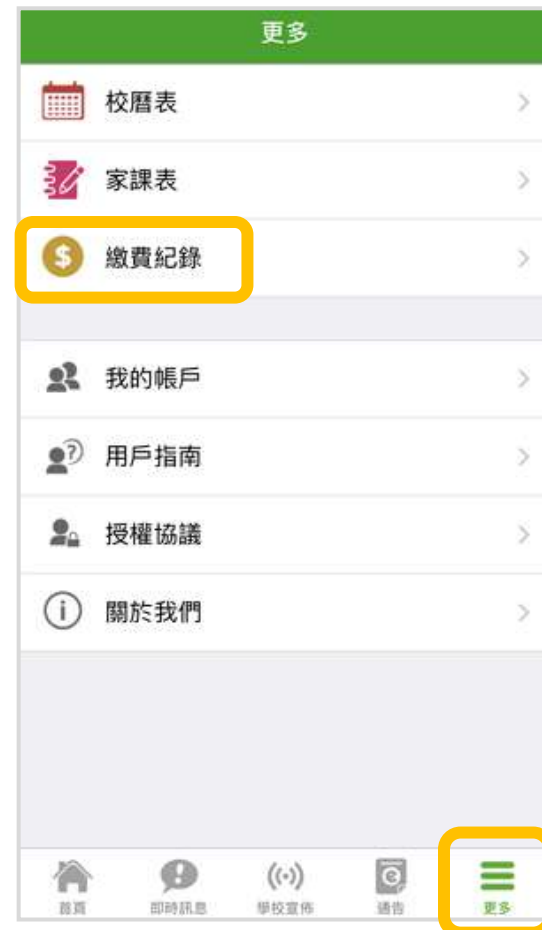 更多
校曆表
家課表
$ 繳費紀錄
我的帳戶
? 用戶指南
授權協議
i 關於我們
首頁 即時訊息 學校宣佈 通告 更多